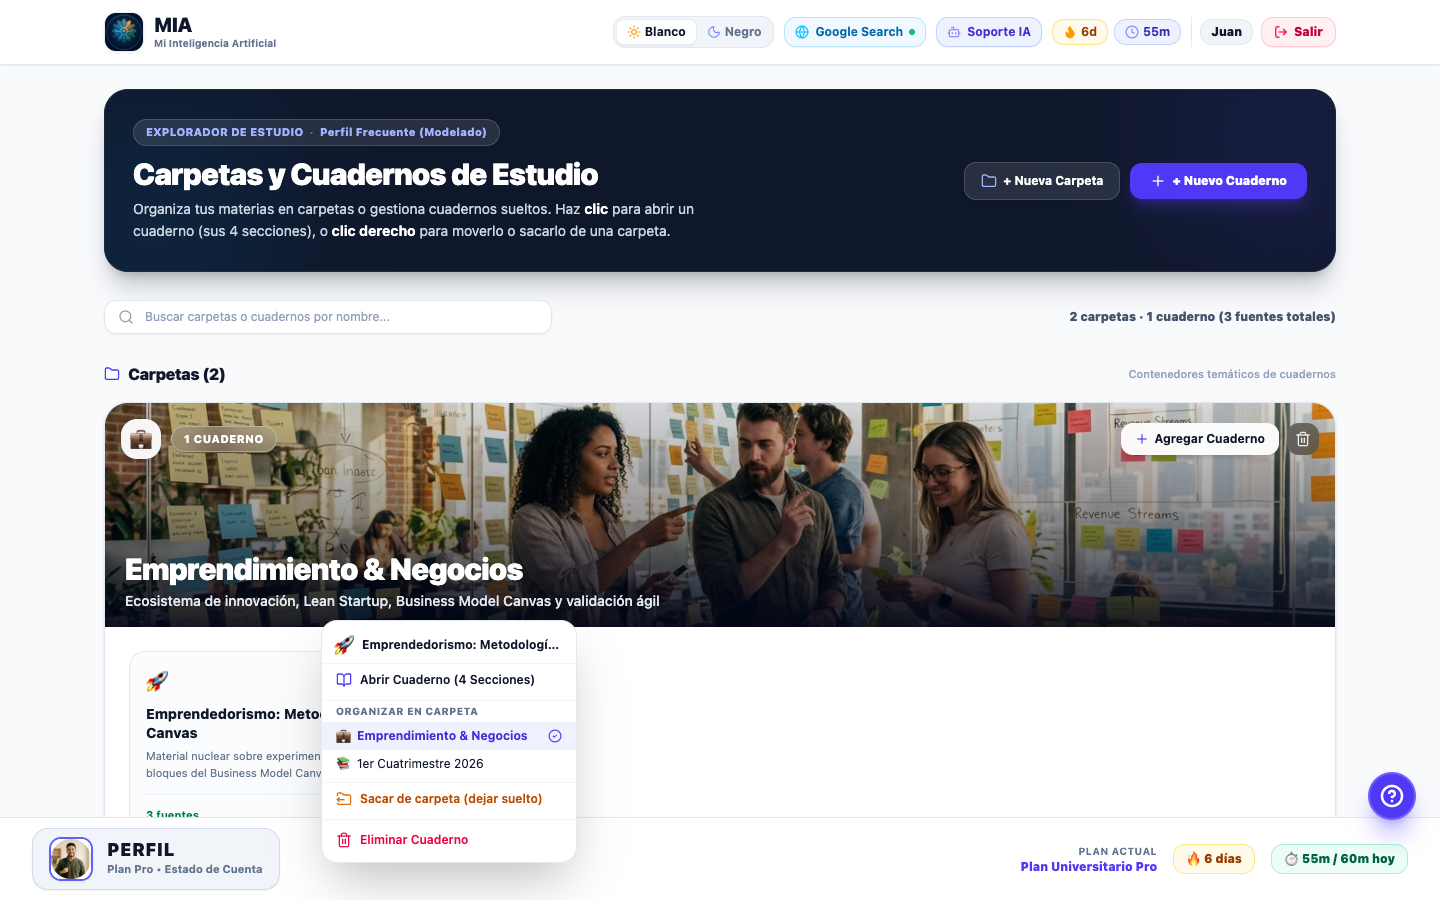 MIA
Mi Inteligencia Artificial
Blanco
Negro
Google Search
Soporte IA
6d
55m
Juan
Salir
EXPLORADOR DE ESTUDIO · Perfil Frecuente (Modelado)
Carpetas y Cuadernos de Estudio
Organiza tus materias en carpetas o gestiona cuadernos sueltos. Haz clic para abrir un
cuaderno (sus 4 secciones), o clic derecho para moverlo o sacarlo de una carpeta.
+ Nueva Carpeta
+ Nuevo Cuaderno
Buscar carpetas o cuadernos por nombre...
2 carpetas · 1 cuaderno (3 fuentes totales)
Carpetas (2)
Contenedores temáticos de cuadernos
1 CUADERNO
Agregar Cuaderno
Revenue Streams
Emprendimiento & Negocios
Ecosistema de innovación, Lean Startup, Business Model Canvas y validación ágil
Emprendedorismo: Meto
Canvas
Material nuclear sobre experimen
bloques del Business Model Canv
3 fuentes
Emprendedorismo: Metodologí...
Abrir Cuaderno (4 Secciones)
ORGANIZAR EN CARPETA
Emprendimiento & Negocios
1er Cuatrimestre 2026
Sacar de carpeta (dejar suelto)
Eliminar Cuaderno
PERFIL
Plan Pro • Estado de Cuenta
PLAN ACTUAL
Plan Universitario Pro
6 días
55m / 60m hoy